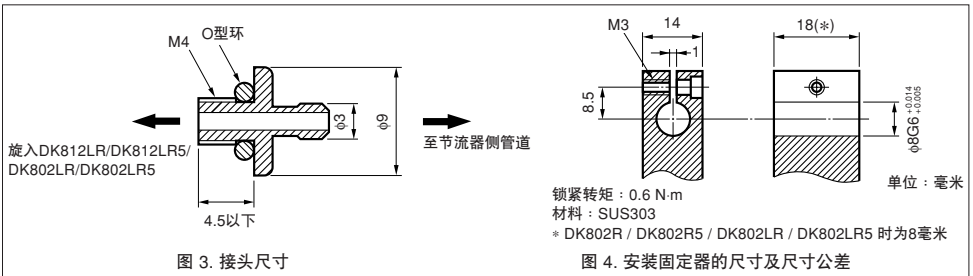 M4
O型环
φ3
φ9
旋入DK812LR/DK812LR5/
DK802LR/DK802LR5
至节流器侧管道
4.5以下
图 3. 接头尺寸
14
18(*)
M3
1
8.5
φ8G6 +0.014 +0.005
单位：毫米
锁紧转矩：0.6 N·m
材料：SUS303
* DK802R / DK802R5 / DK802LR / DK802LR5 时为8毫米
图 4. 安装固定器的尺寸及尺寸公差